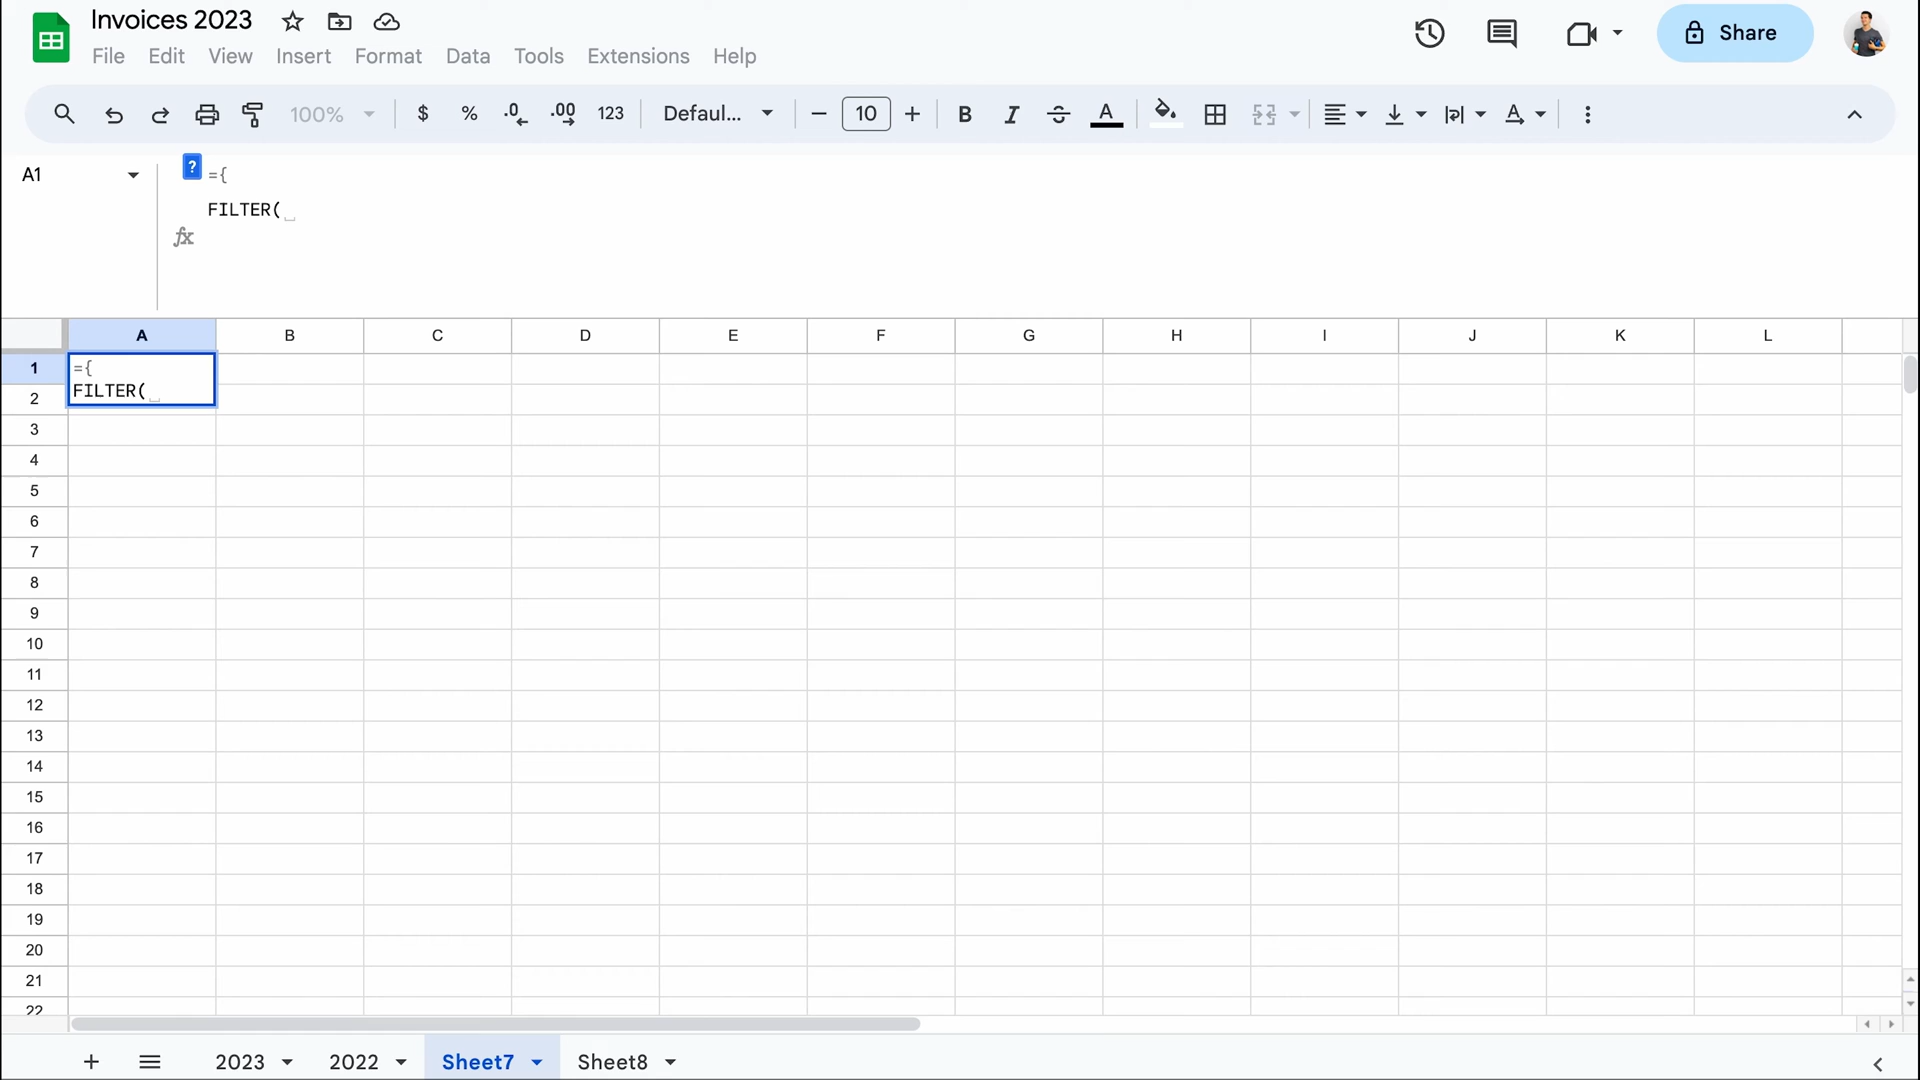 Invoices 2023
File Edit View Insert Format Data Tools Extensions Help
Share
100% $ % .0 .00 123 Defaul... 10 B I A A
A1
? ={
FILTER(
fx
A B C D E F G H I J K L
1 ={
FILTER(
2
3
4
5
6
7
8
9
10
11
12
13
14
15
16
17
18
19
20
21
22
2023 2022 Sheet7 Sheet8